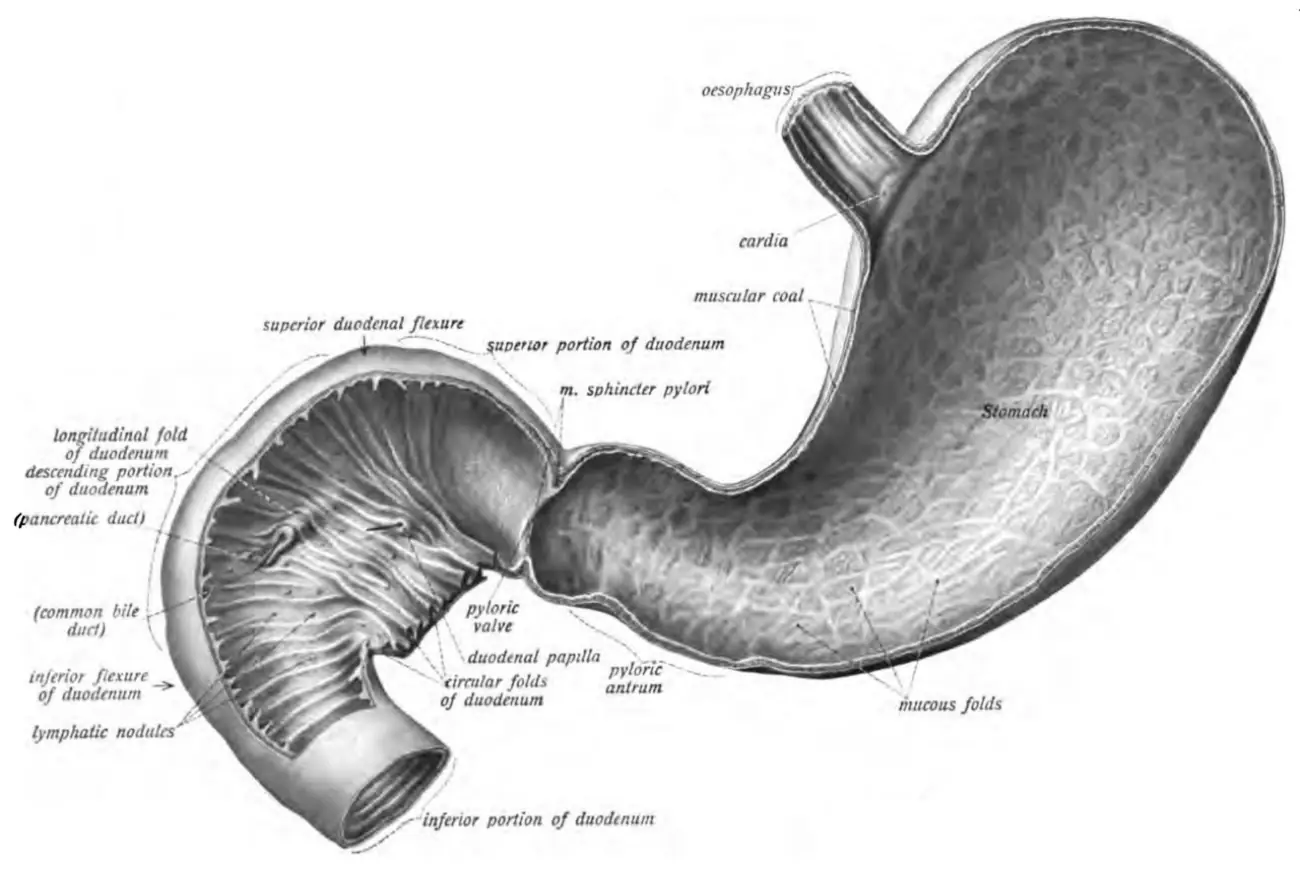 oesophagus
cardia
muscular coal
superior duodenal flexure
superior portion of duodenum
m. sphincter pylori
Stomach
longitudinal fold
of duodenum
descending portion
of duodenum
(pancreatic duct)
(common bile
duct)
pyloric
valve
duodenal papilla
circular folds
of duodenum
pyloric
antrum
inferior flexure
of duodenum
mucous folds
lymphatic nodules
inferior portion of duodenum